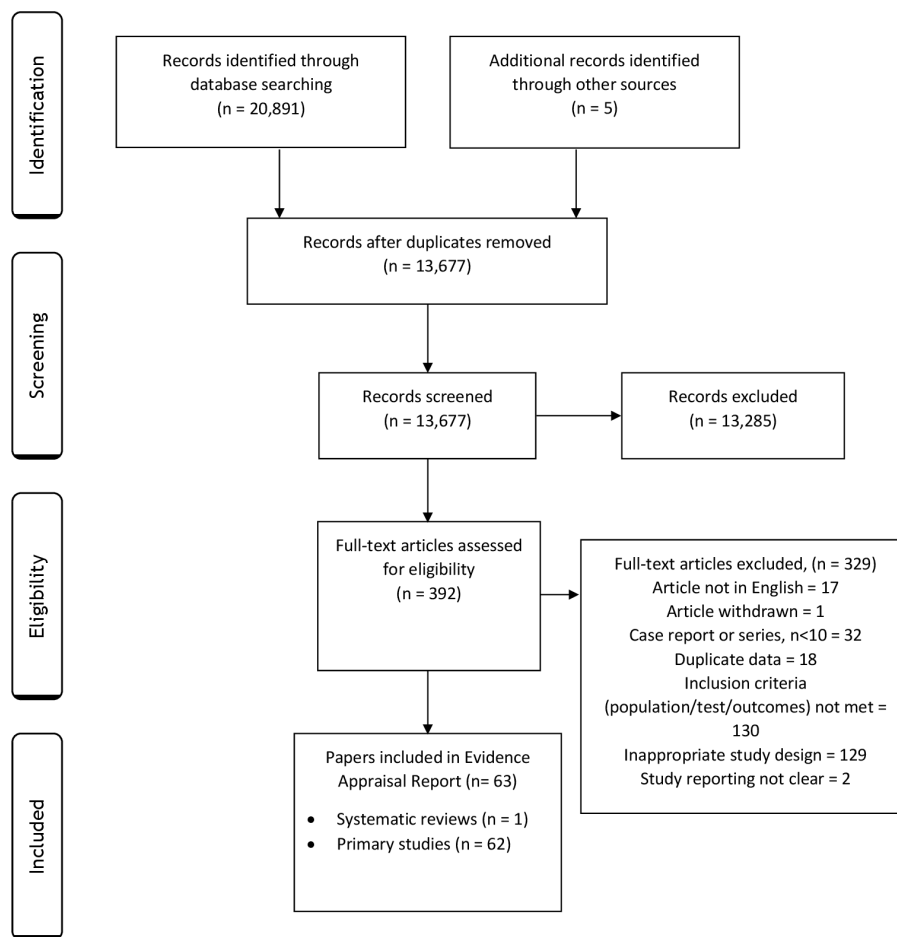 Identification
Records identified through
database searching
(n = 20,891)
Additional records identified
through other sources
(n = 5)
Records after duplicates removed
(n = 13,677)
Screening
Records screened
(n = 13,677)
Records excluded
(n = 13,285)
Eligibility
Full-text articles assessed
for eligibility
(n = 392)
Full-text articles excluded, (n = 329)
Article not in English = 17
Article withdrawn = 1
Case report or series, n<10 = 32
Duplicate data = 18
Inclusion criteria
(population/test/outcomes) not met =
130
Inappropriate study design = 129
Study reporting not clear = 2
Included
Papers included in Evidence
Appraisal Report (n= 63)
• Systematic reviews (n = 1)
• Primary studies (n = 62)